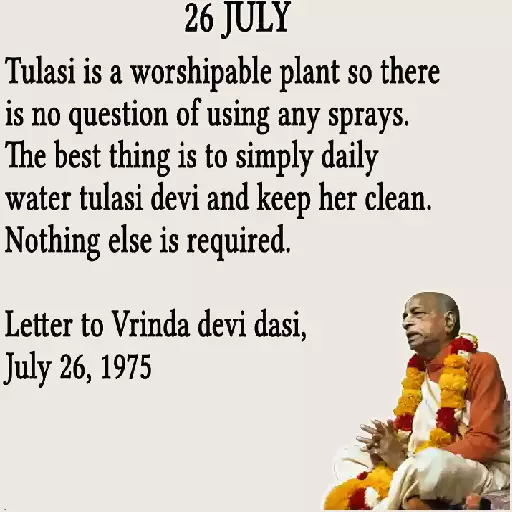 26 JULY
Tulasi is a worshipable plant so there
is no question of using any sprays.
The best thing is to simply daily
water tulasi devi and keep her clean.
Nothing else is required.
Letter to Vrinda devi dasi,
July 26, 1975